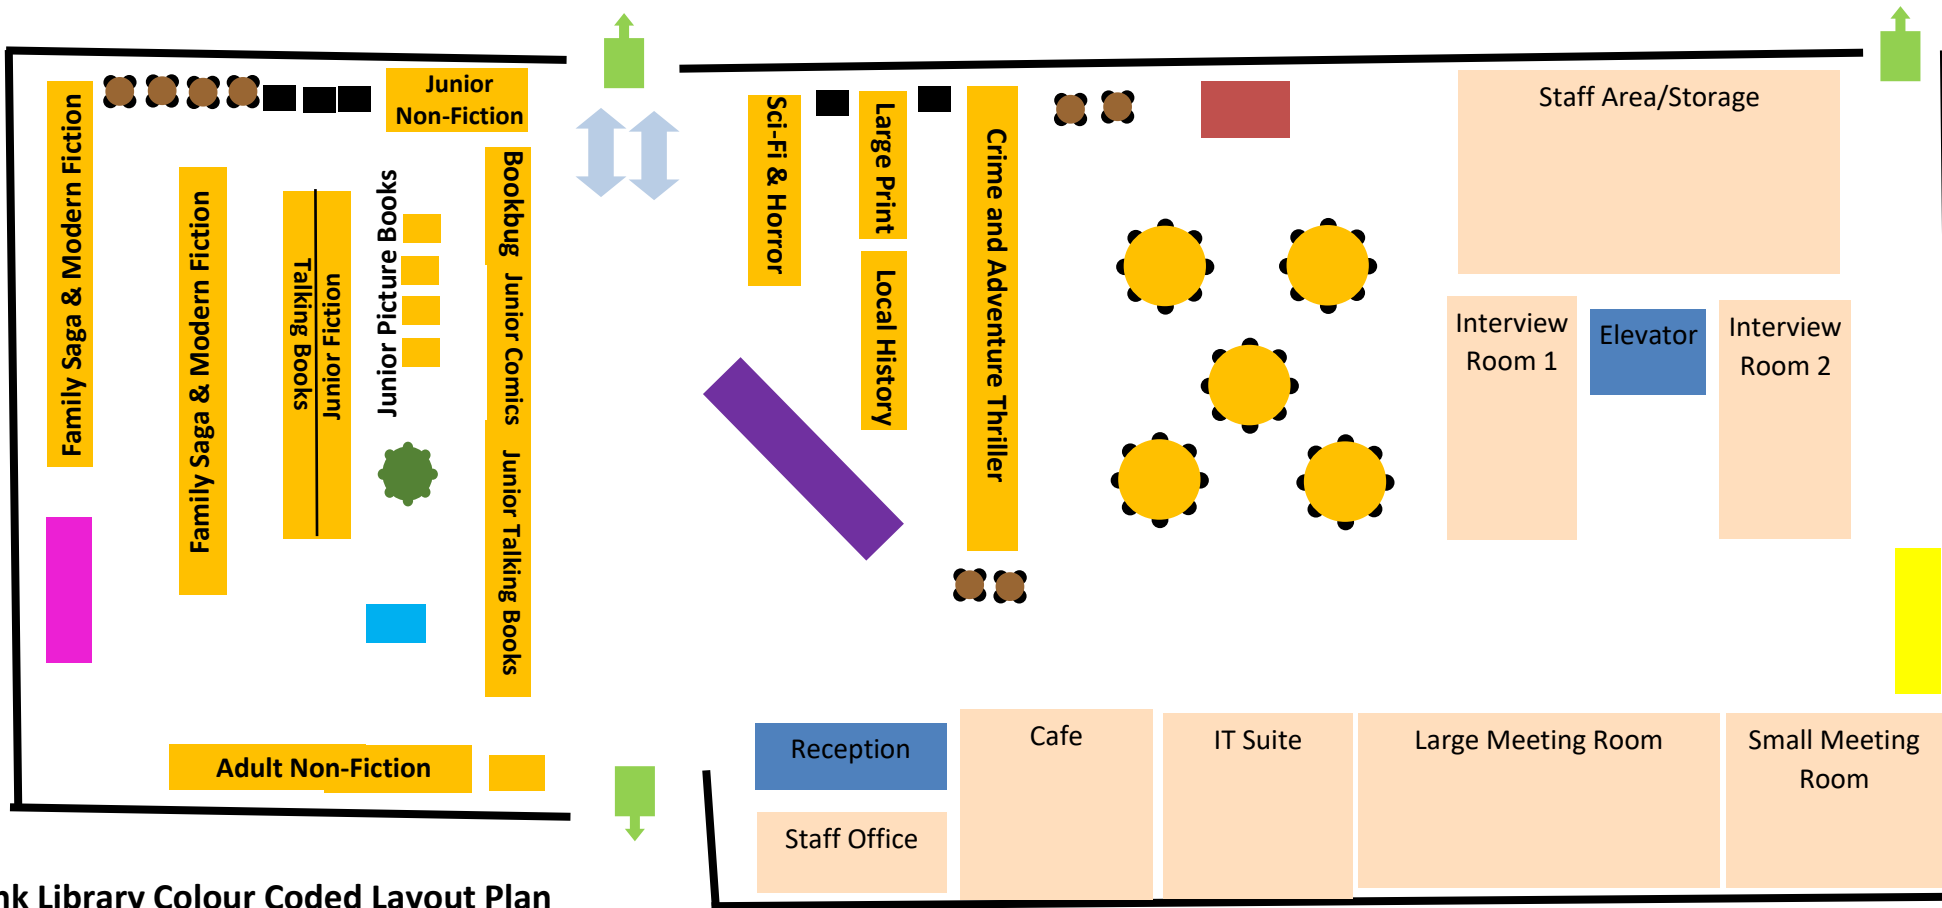 Family Saga & Modern Fiction
Family Saga & Modern Fiction
Talking Books
Junior Fiction
Junior Picture Books
Junior
Non-Fiction
Bookbug
Junior Comics
Junior Talking Books
Adult Non-Fiction
Sci-Fi & Horror
Large Print
Local History
Crime and Adventure Thriller
Staff Area/Storage
Interview
Room 1
Elevator
Interview
Room 2
Reception
Staff Office
Cafe
IT Suite
Large Meeting Room
Small Meeting
Room
Library Colour Coded Layout Plan